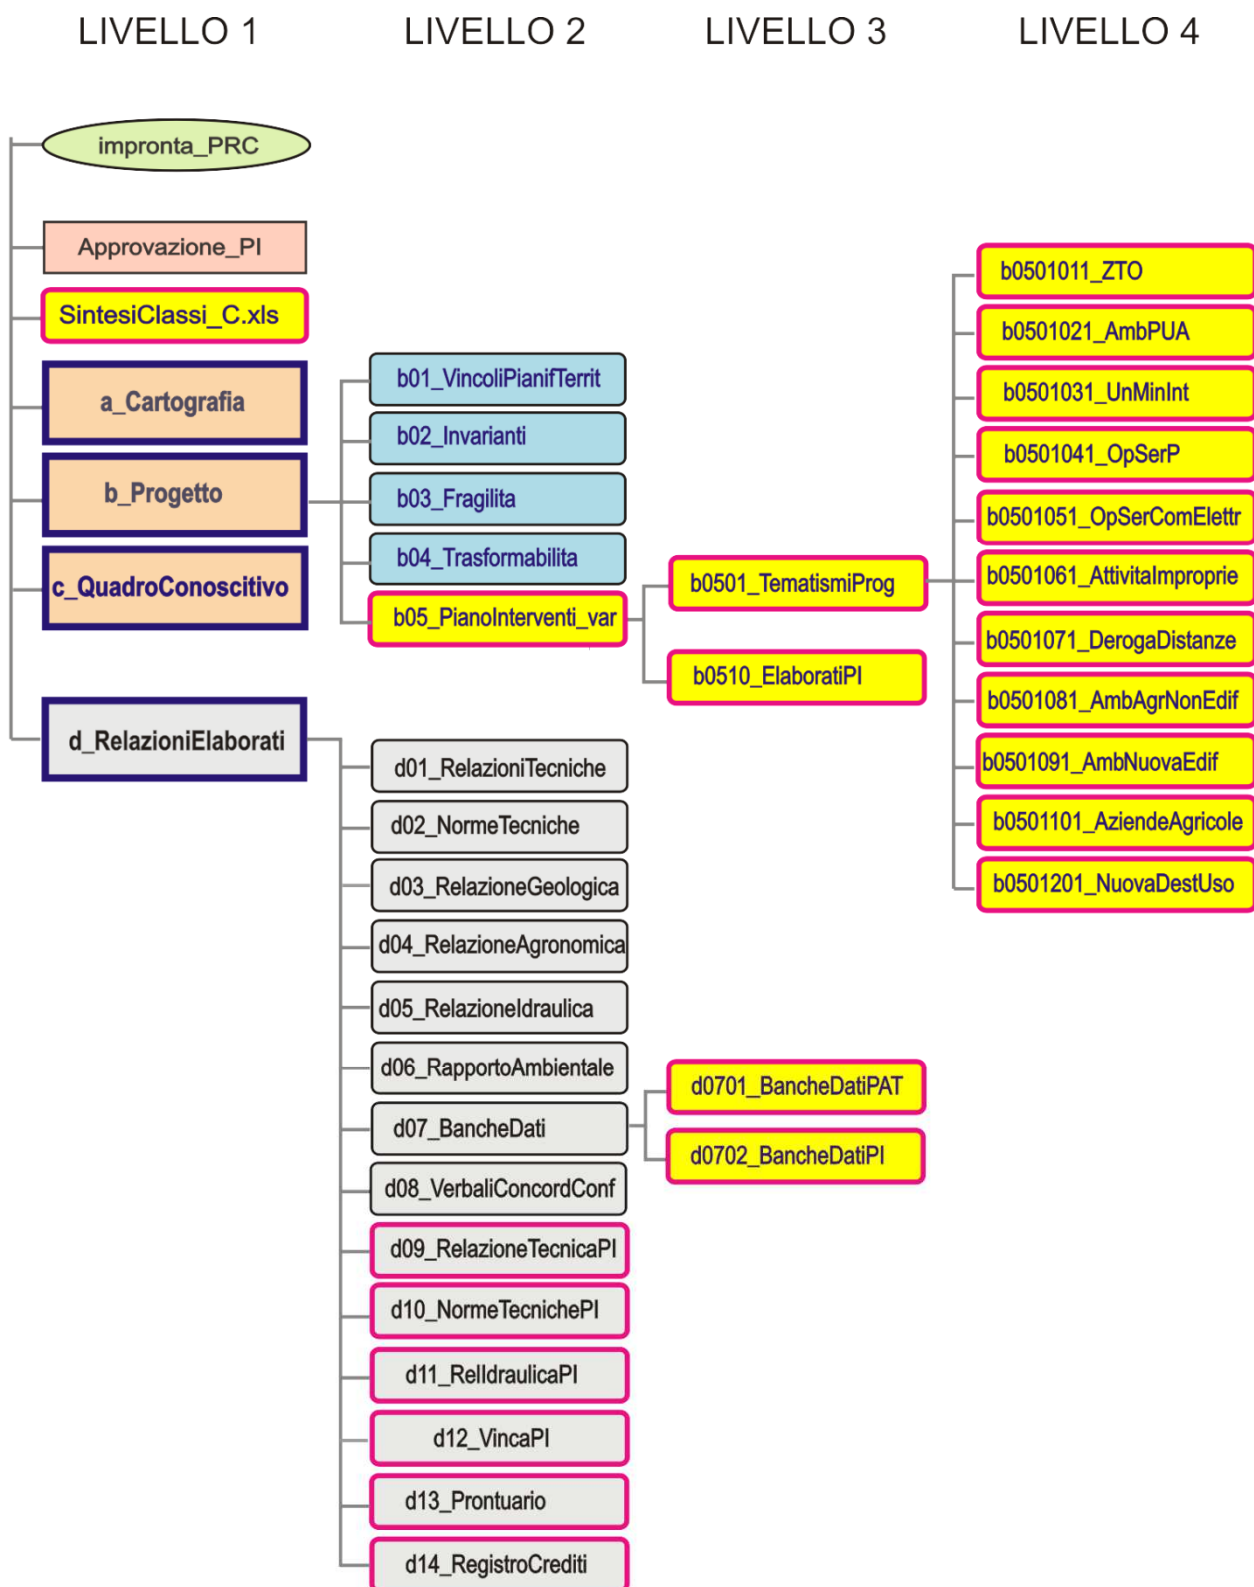 LIVELLO 1
LIVELLO 2
LIVELLO 3
LIVELLO 4
impronta_PRC
Approvazione_PI
SintesiClassi_C.xls
a_Cartografia
b_Progetto
c_QuadroConoscitivo
d_RelazioniElaborati
b01_VincoliPianifTerrit
b02_Invarianti
b03_Fragilita
b04_Trasformabilita
b05_PianoInterventi_var
d01_RelazioniTecniche
d02_NormeTecniche
d03_RelazioneGeologica
d04_RelazioneAgronomica
d05_RelazioneIdraulica
d06_RapportoAmbientale
d07_BancheDati
d08_VerbaliConcordConf
d09_RelazioneTecnicaPI
d10_NormeTecnichePI
d11_RelIdraulicaPI
d12_VincaPI
d13_Prontuario
d14_RegistroCrediti
b0501_TematismiProg
b0510_ElaboratiPI
d0701_BancheDatiPAT
d0702_BancheDatiPI
b0501011_ZTO
b0501021_AmbPUA
b0501031_UnMinInt
b0501041_OpSerP
b0501051_OpSerComElettr
b0501061_AttivitaImproprie
b0501071_DerogaDistanze
b0501081_AmbAgrNonEdif
b0501091_AmbNuovaEdif
b0501101_AziendeAgricole
b0501201_NuovaDestUso